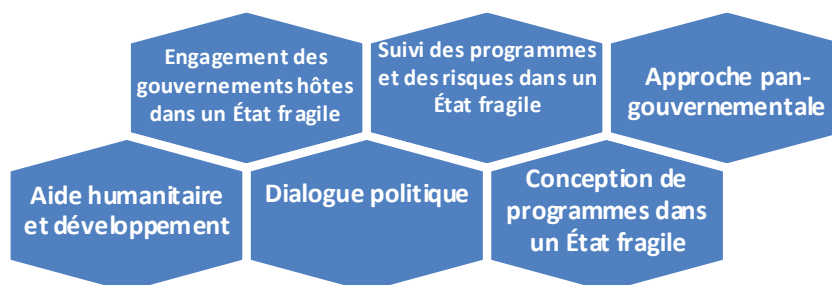 Engagement des
gouvernements hôtes
dans un État fragile
Suivi des programmes
et des risques dans un
État fragile
Approche pan-
gouvernementale
Aide humanitaire
et développement
Dialogue politique
Conception de
programmes dans
un État fragile